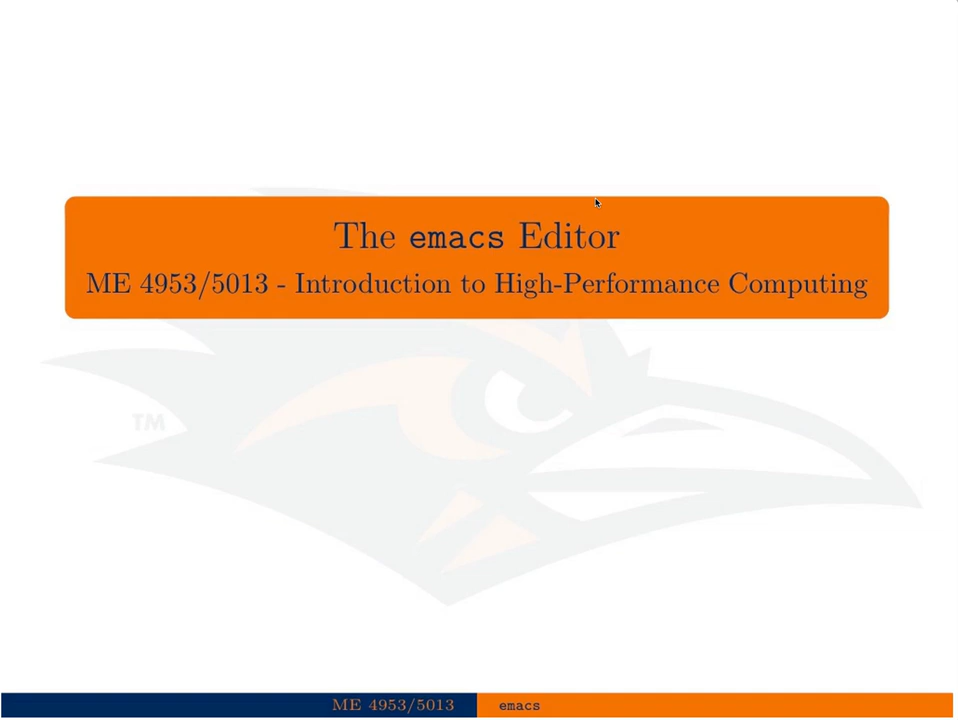 The emacs Editor
ME 4953/5013 - Introduction to High-Performance Computing
TM
ME 4953/5013
emacs